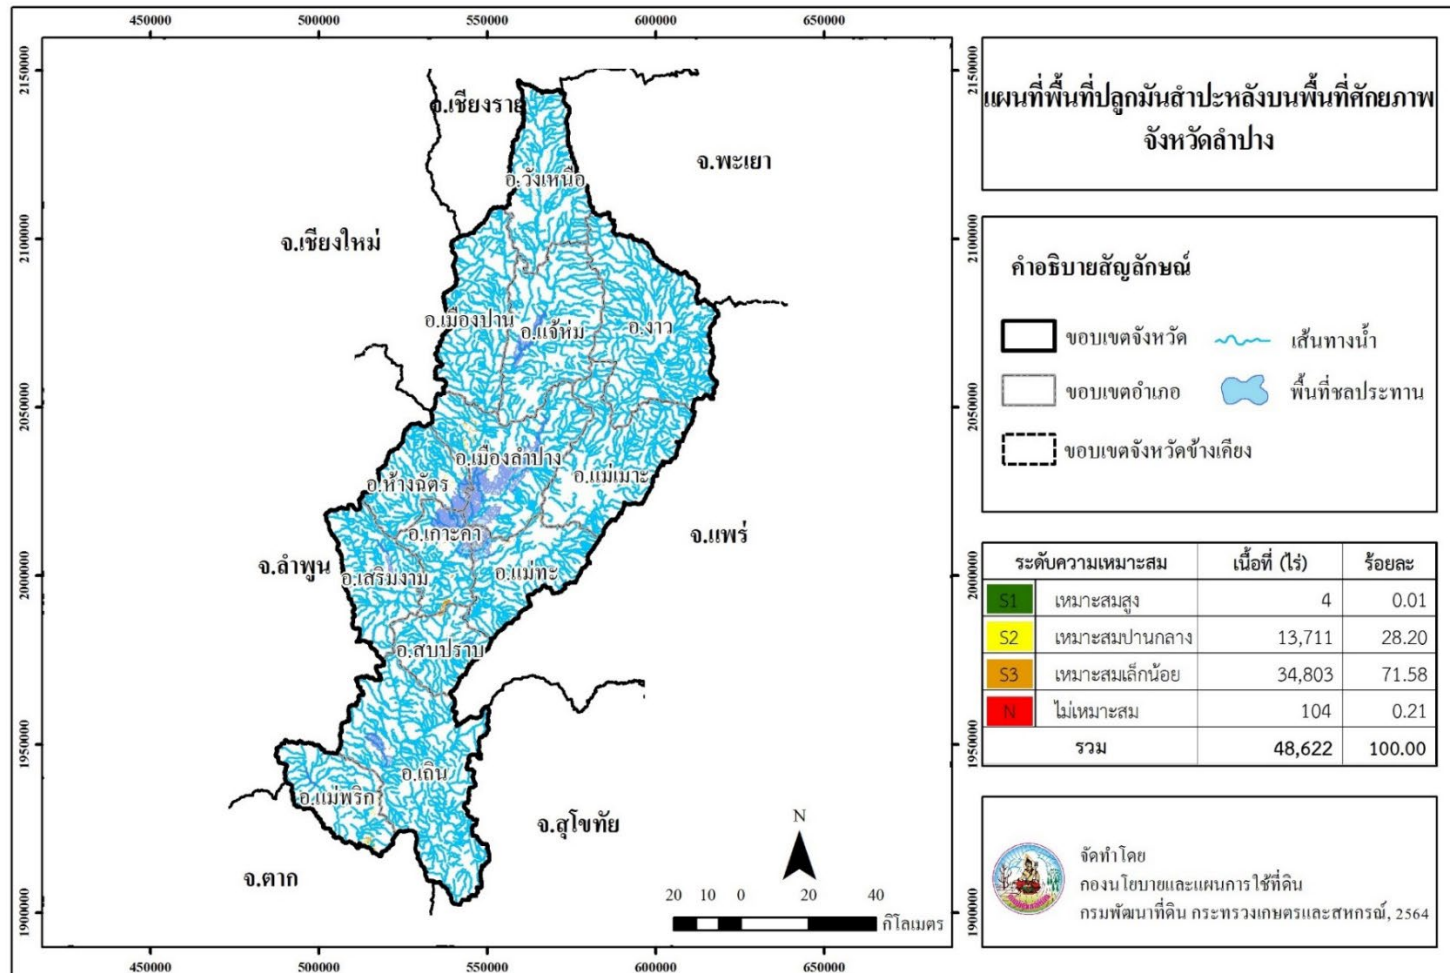 450000 500000 550000 600000 650000
แผนที่พื้นที่ปลูกมันสำปะหลังบนพื้นที่ศักยภาพ
จังหวัดลำปาง
2150000
2100000
2050000
2000000
1950000
1900000
จ.เชียงราย
จ.พะเยา
อ.วังเหนือ
จ.เชียงใหม่
อ.เมืองปาน
อ.แจ้ห่ม
อ.งาว
อ.เมืองลำปาง
อ.แม่เมาะ
อ.ห้างฉัตร
อ.เกาะคา
จ.แพร่
จ.ลำพูน
อ.เสริมงาม
อ.แม่ทะ
อ.สบปราบ
อ.เถิน
อ.แม่พริก
จ.สุโขทัย
จ.ตาก
N
20 10 0 20 40
กิโลเมตร
2150000
2100000
2050000
2000000
1950000
1900000
450000 500000 550000 600000 650000
คำอธิบายสัญลักษณ์
ขอบเขตจังหวัด เส้นทางน้ำ
ขอบเขตอำเภอ พื้นที่ชลประทาน
ขอบเขตจังหวัดข้างเคียง
ระดับความเหมาะสม เนื้อที่ (ไร่) ร้อยละ
S1 เหมาะสมสูง 4 0.01
S2 เหมาะสมปานกลาง 13,711 28.20
S3 เหมาะสมเล็กน้อย 34,803 71.58
N ไม่เหมาะสม 104 0.21
รวม 48,622 100.00
จัดทำโดย
กองนโยบายและแผนการใช้ที่ดิน
กรมพัฒนาที่ดิน กระทรวงเกษตรและสหกรณ์, 2564